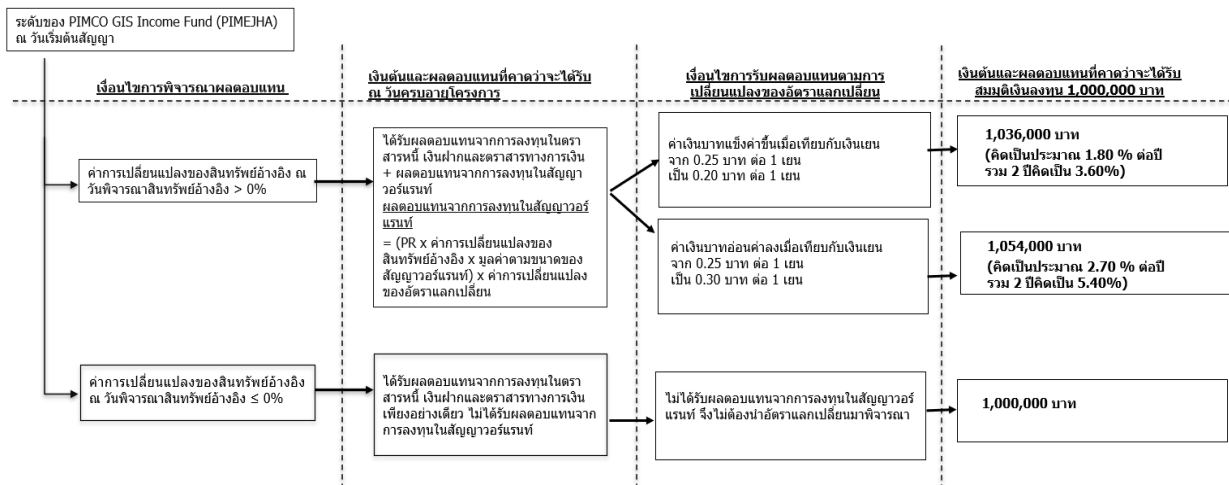 ระดับของ PIMCO GIS Income Fund (PIMEJHA)
ณ วันเริ่มต้นสัญญา
เงื่อนไขการพิจารณาผลตอบแทน
เงินต้นและผลตอบแทนที่คาดว่าจะได้รับ
ณ วันครบอายุโครงการ
เงื่อนไขการรับผลตอบแทนตามการ
เปลี่ยนแปลงของอัตราแลกเปลี่ยน
เงินต้นและผลตอบแทนที่คาดว่าจะได้รับ
สมมุติเงินลงทุน 1,000,000 บาท
ค่าการเปลี่ยนแปลงของสินทรัพย์อ้างอิง ณ
วันพิจารณาสินทรัพย์อ้างอิง > 0%
ได้รับผลตอบแทนจากการลงทุนในตรา
สารหนี้ เงินฝากและตราสารทางการเงิน
+ ผลตอบแทนจากการลงทุนในสัญญา
วอร์แรนท์
ผลตอบแทนจากการลงทุนในสัญญาวอร์
แรนท์
= (PR x ค่าการเปลี่ยนแปลงของ
สินทรัพย์อ้างอิง x มูลค่าตามขนาดของ
สัญญาวอร์แรนท์) x ค่าการเปลี่ยนแปลง
ของอัตราแลกเปลี่ยน
ค่าเงินบาทแข็งค่าขึ้นเมื่อเทียบกับเงินเยน
จาก 0.25 บาท ต่อ 1 เยน
เป็น 0.20 บาท ต่อ 1 เยน
1,036,000 บาท
(คิดเป็นประมาณ 1.80 % ต่อปี
รวม 2 ปีคิดเป็น 3.60%)
ค่าเงินบาทอ่อนค่าลงเมื่อเทียบกับเงินเยน
จาก 0.25 บาท ต่อ 1 เยน
เป็น 0.30 บาท ต่อ 1 เยน
1,054,000 บาท
(คิดเป็นประมาณ 2.70 % ต่อปี
รวม 2 ปีคิดเป็น 5.40%)
ค่าการเปลี่ยนแปลงของสินทรัพย์อ้างอิง
ณ วันพิจารณาสินทรัพย์อ้างอิง ≤ 0%
ได้รับผลตอบแทนจากการลงทุนในตรา
สารหนี้ เงินฝากและตราสารทางการเงิน
เพียงอย่างเดียว ไม่ได้รับผลตอบแทนจาก
การลงทุนในสัญญาวอร์แรนท์
ไม่ได้รับผลตอบแทนจากการลงทุนในสัญญาวอร์
แรนท์ จึงไม่ต้องนำอัตราแลกเปลี่ยนมาพิจารณา
1,000,000 บาท